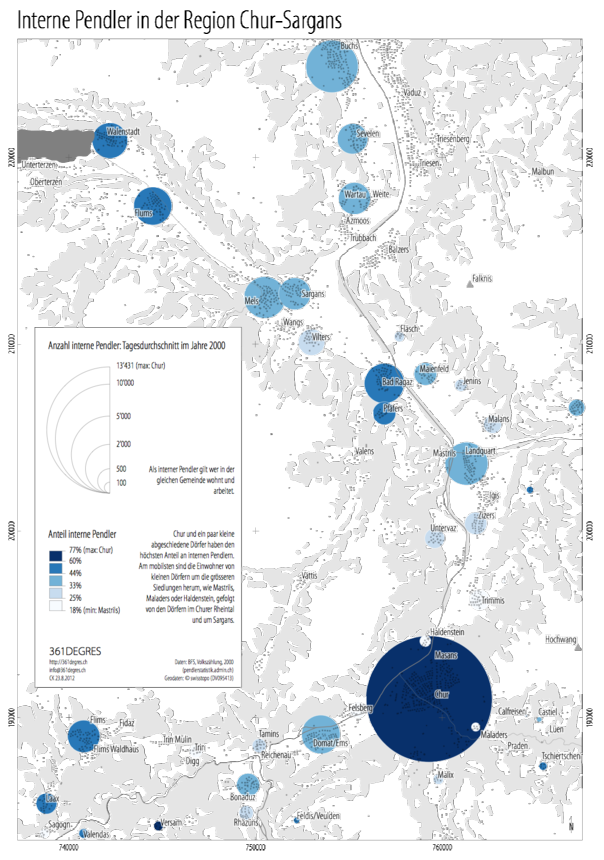 Interne Pendler in der Region Chur-Sargans
Buchs
Vaduz
Walenstadt
Sevelen
Triesenberg
220000
Unterterzen
Triesen
Malbun
Oberterzen
Wartau
Weite
Flums
Azmoos
Trübbach
Balzers
Falknis
Mels
Sargans
Wangs
Vilters
Fläsch
210000
Anzahl interne Pendler: Tagesdurchschnitt im Jahre 2000
13'431 (max: Chur)
10'000
5'000
2'000
500
100
Als Interner Pendler gilt wer in der
gleichen Gemeinde wohnt und
arbeitet.
Maienfeld
Bad Ragaz
Jenins
Pfäfers
Malans
Valens
Mastrils
Landquart
Igis
Zizers
Untervaz
200000
Anteil interne Pendler
77% (max: Chur)
60%
44%
33%
25%
18% (min: Mastrils)
Chur und ein paar kleine
abgeschiedene Dörfer haben den
höchsten Anteil an Internen Pendlern.
Am mobilsten sind die Einwohner von
kleinen Dörfern um die grösseren
Siedlungen herum, wie Mastrils,
Maladers oder Haldenstein, gefolgt
von den Dörfern im Churer Rheintal
und um Sargans.
361DEGRES
http://361degres.ch
info@361degres.ch
CK 23.8.2012
Daten: BFS, Volkszählung, 2000
(pendlerstatistik.admin.ch)
Geodaten: © swisstopo (DV095413)
Vättis
Trimmis
Haldenstein
Hochwang
Masans
Chur
Felsberg
Calfreisen
Castiel
190000
Lüen
Maladers
Praden
Tschiertschen
Malix
Flims
Fidaz
Flims Waldhaus
Trin Mulin
Trin
Digg
Tamins
Reichenau
Domat/Ems
Bonaduz
Rhäzüns
Feldis/Veulden
Laax
Sagogn
Valendas
Versam
N
740000
750000
760000